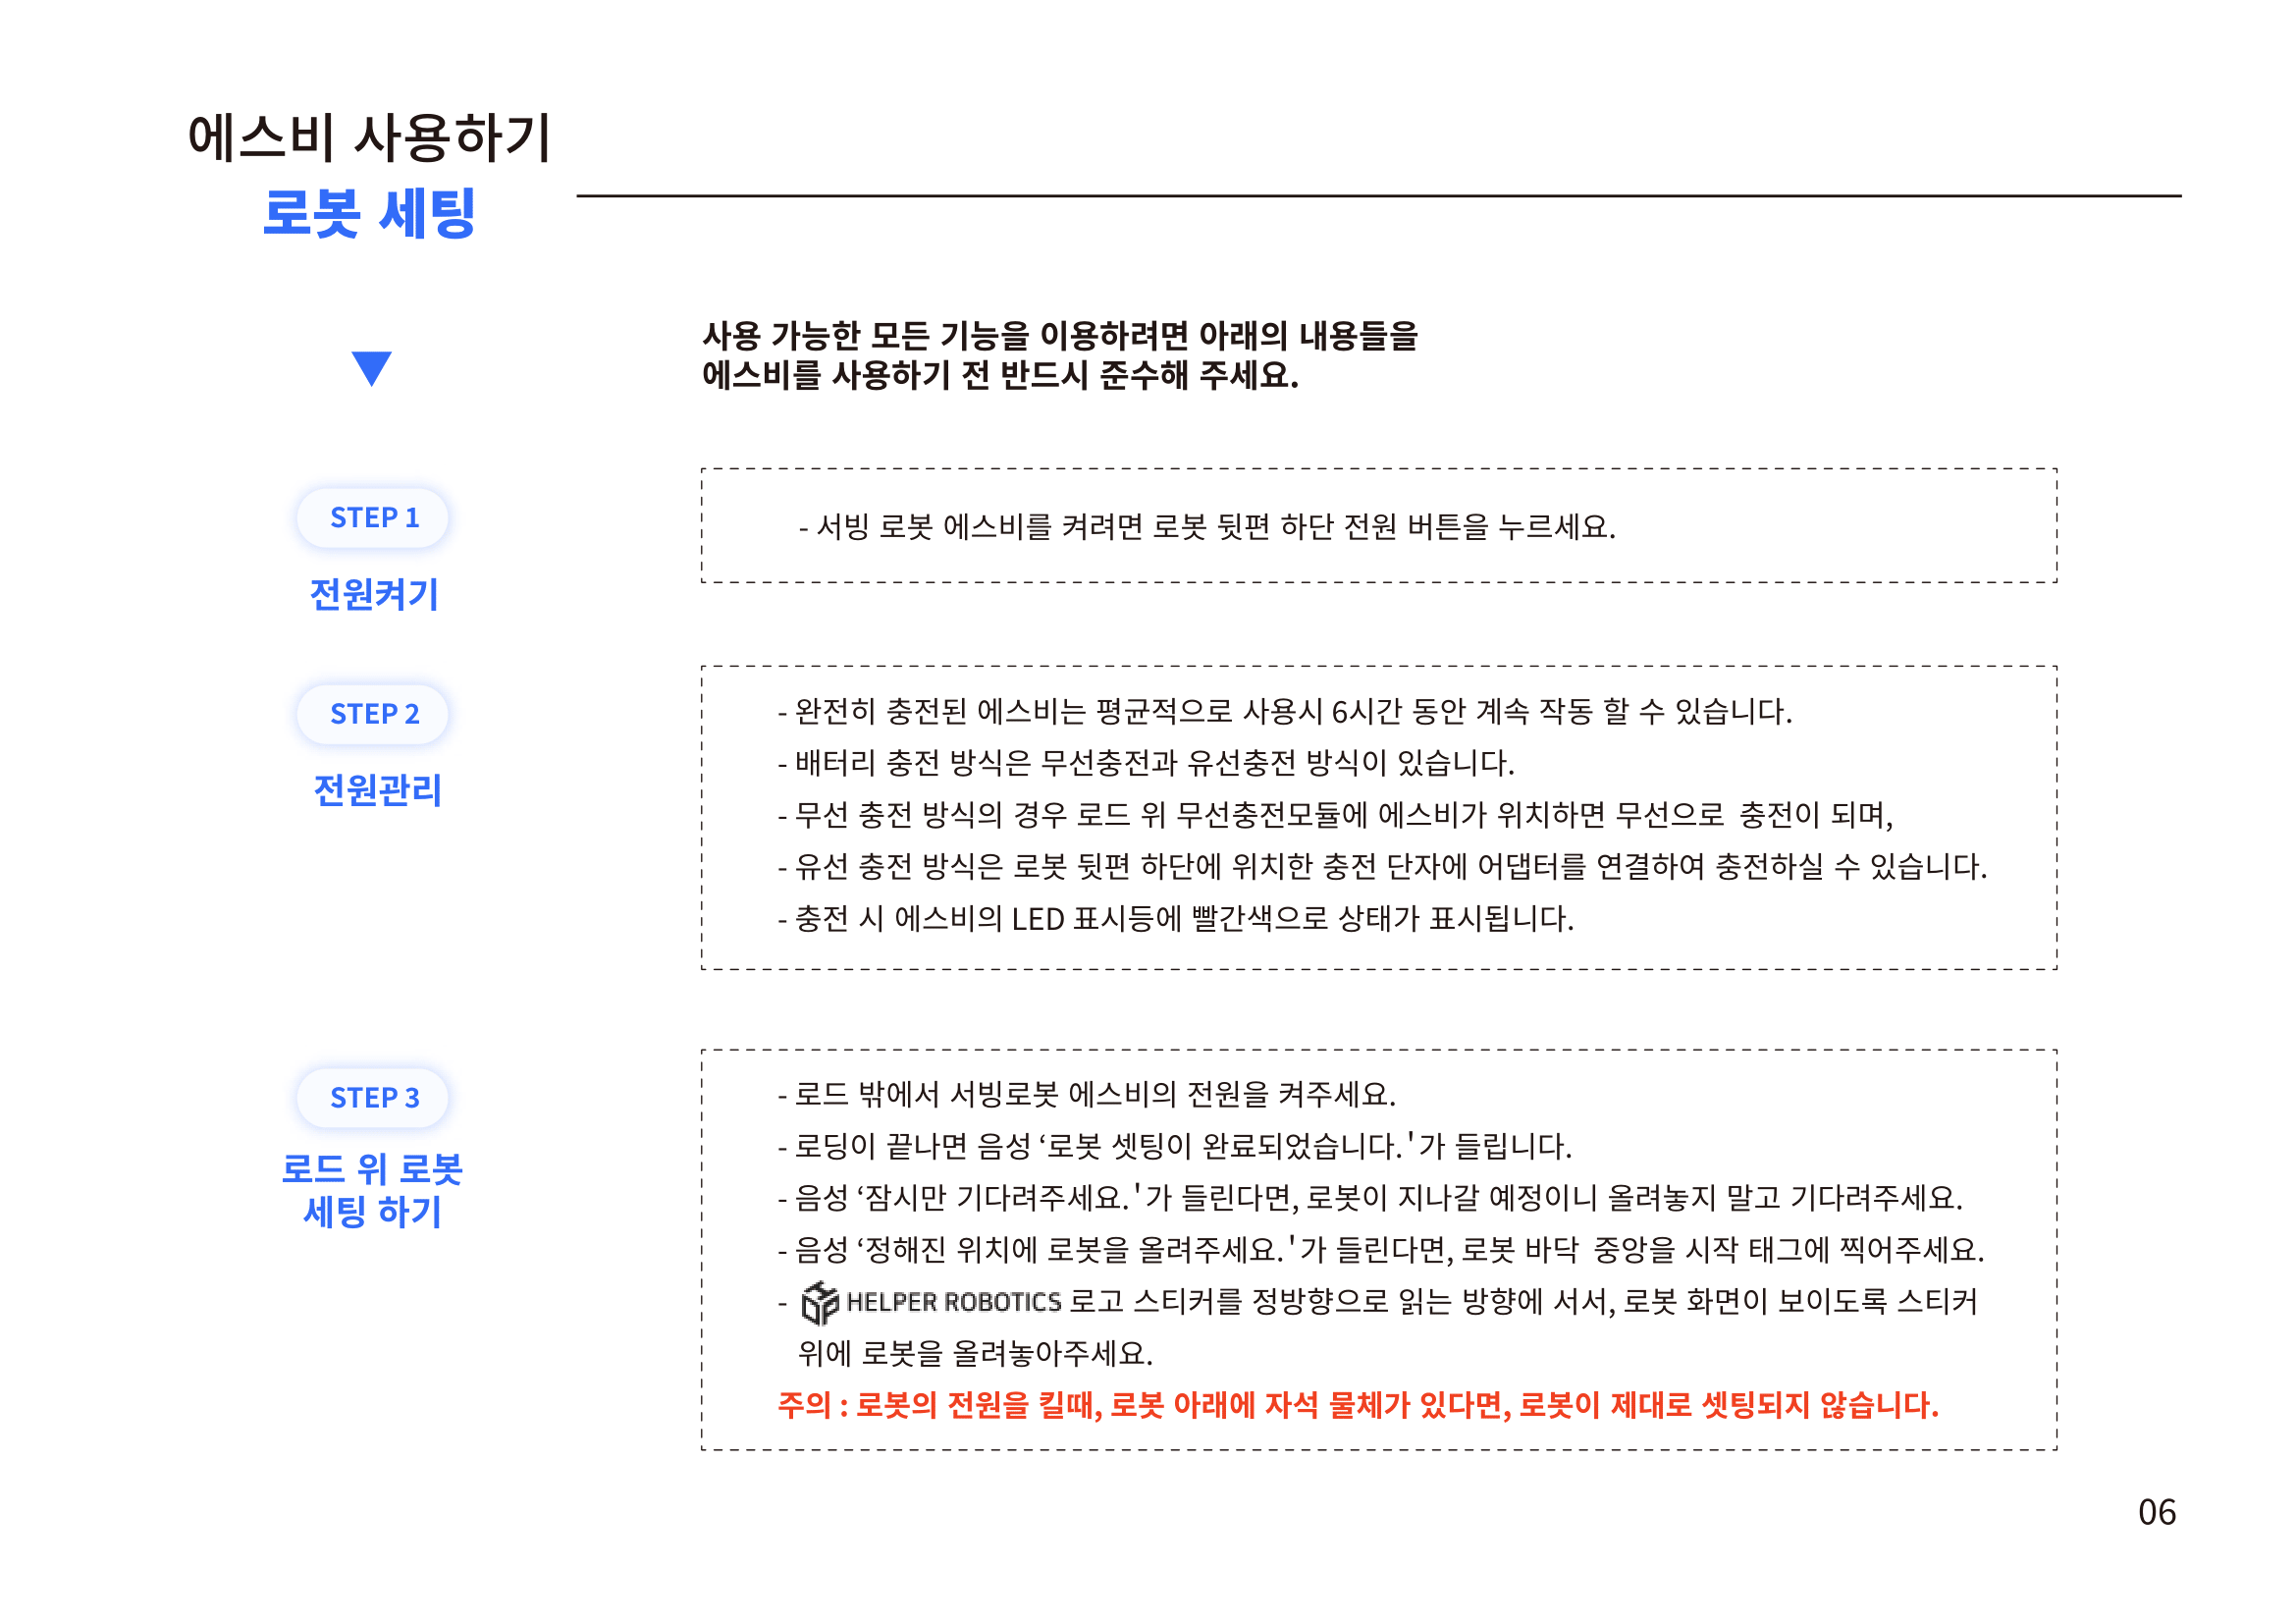 에스비 사용하기
로봇 세팅
사용 가능한 모든 기능을 이용하려면 아래의 내용들을
에스비를 사용하기 전 반드시 준수해 주세요.
STEP 1
전원켜기
- 서빙 로봇 에스비를 켜려면 로봇 뒷편 하단 전원 버튼을 누르세요.
STEP 2
전원관리
- 완전히 충전된 에스비는 평균적으로 사용시 6시간 동안 계속 작동 할 수 있습니다.
- 배터리 충전 방식은 무선충전과 유선충전 방식이 있습니다.
- 무선 충전 방식의 경우 로드 위 무선충전모듈에 에스비가 위치하면 무선으로 충전이 되며,
- 유선 충전 방식은 로봇 뒷편 하단에 위치한 충전 단자에 어댑터를 연결하여 충전하실 수 있습니다.
- 충전 시 에스비의 LED 표시등에 빨간색으로 상태가 표시됩니다.
STEP 3
로드 위 로봇
세팅 하기
- 로드 밖에서 서빙로봇 에스비의 전원을 켜주세요.
- 로딩이 끝나면 음성 ‘로봇 셋팅이 완료되었습니다.'가 들립니다.
- 음성 ‘잠시만 기다려주세요.'가 들린다면, 로봇이 지나갈 예정이니 올려놓지 말고 기다려주세요.
- 음성 ‘정해진 위치에 로봇을 올려주세요.'가 들린다면, 로봇 바닥 중앙을 시작 태그에 찍어주세요.
- HELPER ROBOTICS 로고 스티커를 정방향으로 읽는 방향에 서서, 로봇 화면이 보이도록 스티커
위에 로봇을 올려놓아주세요.
주의 : 로봇의 전원을 킬때, 로봇 아래에 자석 물체가 있다면, 로봇이 제대로 셋팅되지 않습니다.
06